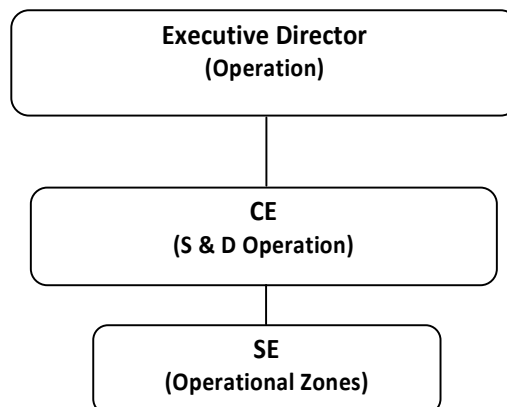 Executive Director
(Operation)
CE
(S & D Operation)
SE
(Operational Zones)